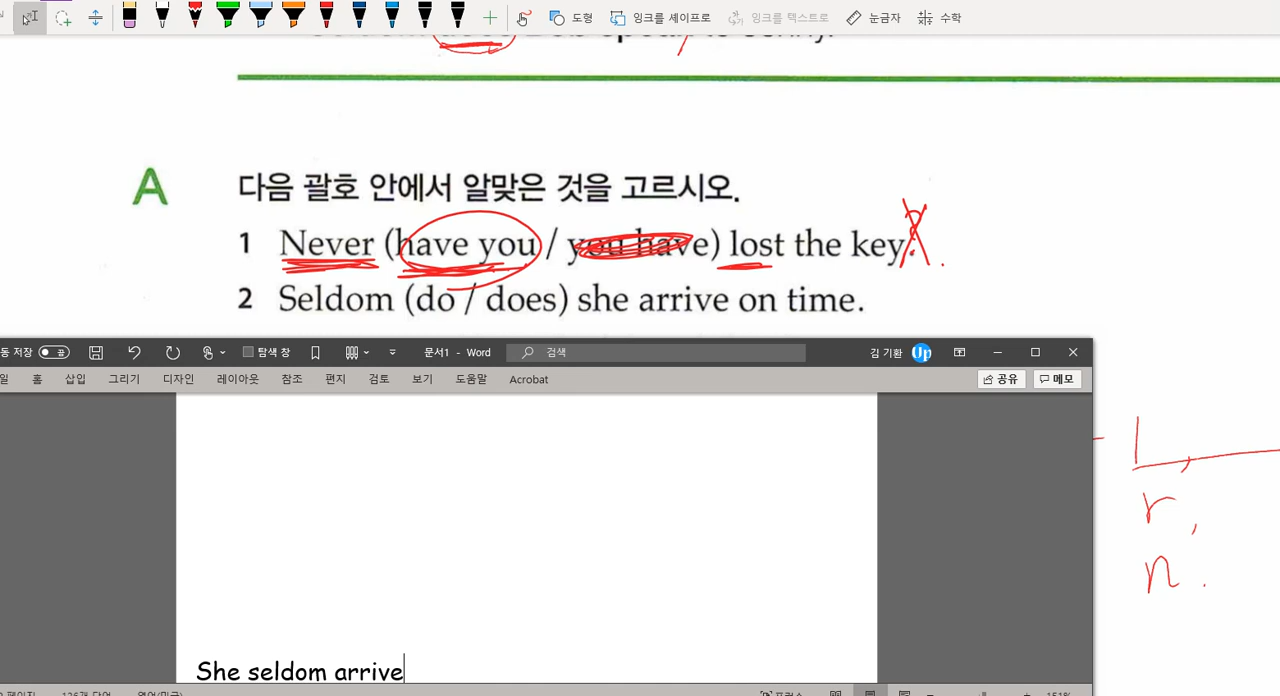 도형 잉크를 셰이프로 잉크를 텍스트로 눈금자 수학
A 다음 괄호 안에서 알맞은 것을 고르시오.
1 Never (have you / you have) lost the key?.
2 Seldom (do / does) she arrive on time.
동 저장 탐색 창 문서1 - Word 검색 김 기환 Up
일 홈 삽입 그리기 디자인 레이아웃 참조 편지 검토 보기 도움말 Acrobat 공유 메모
r,
n.
She seldom arrive
151%